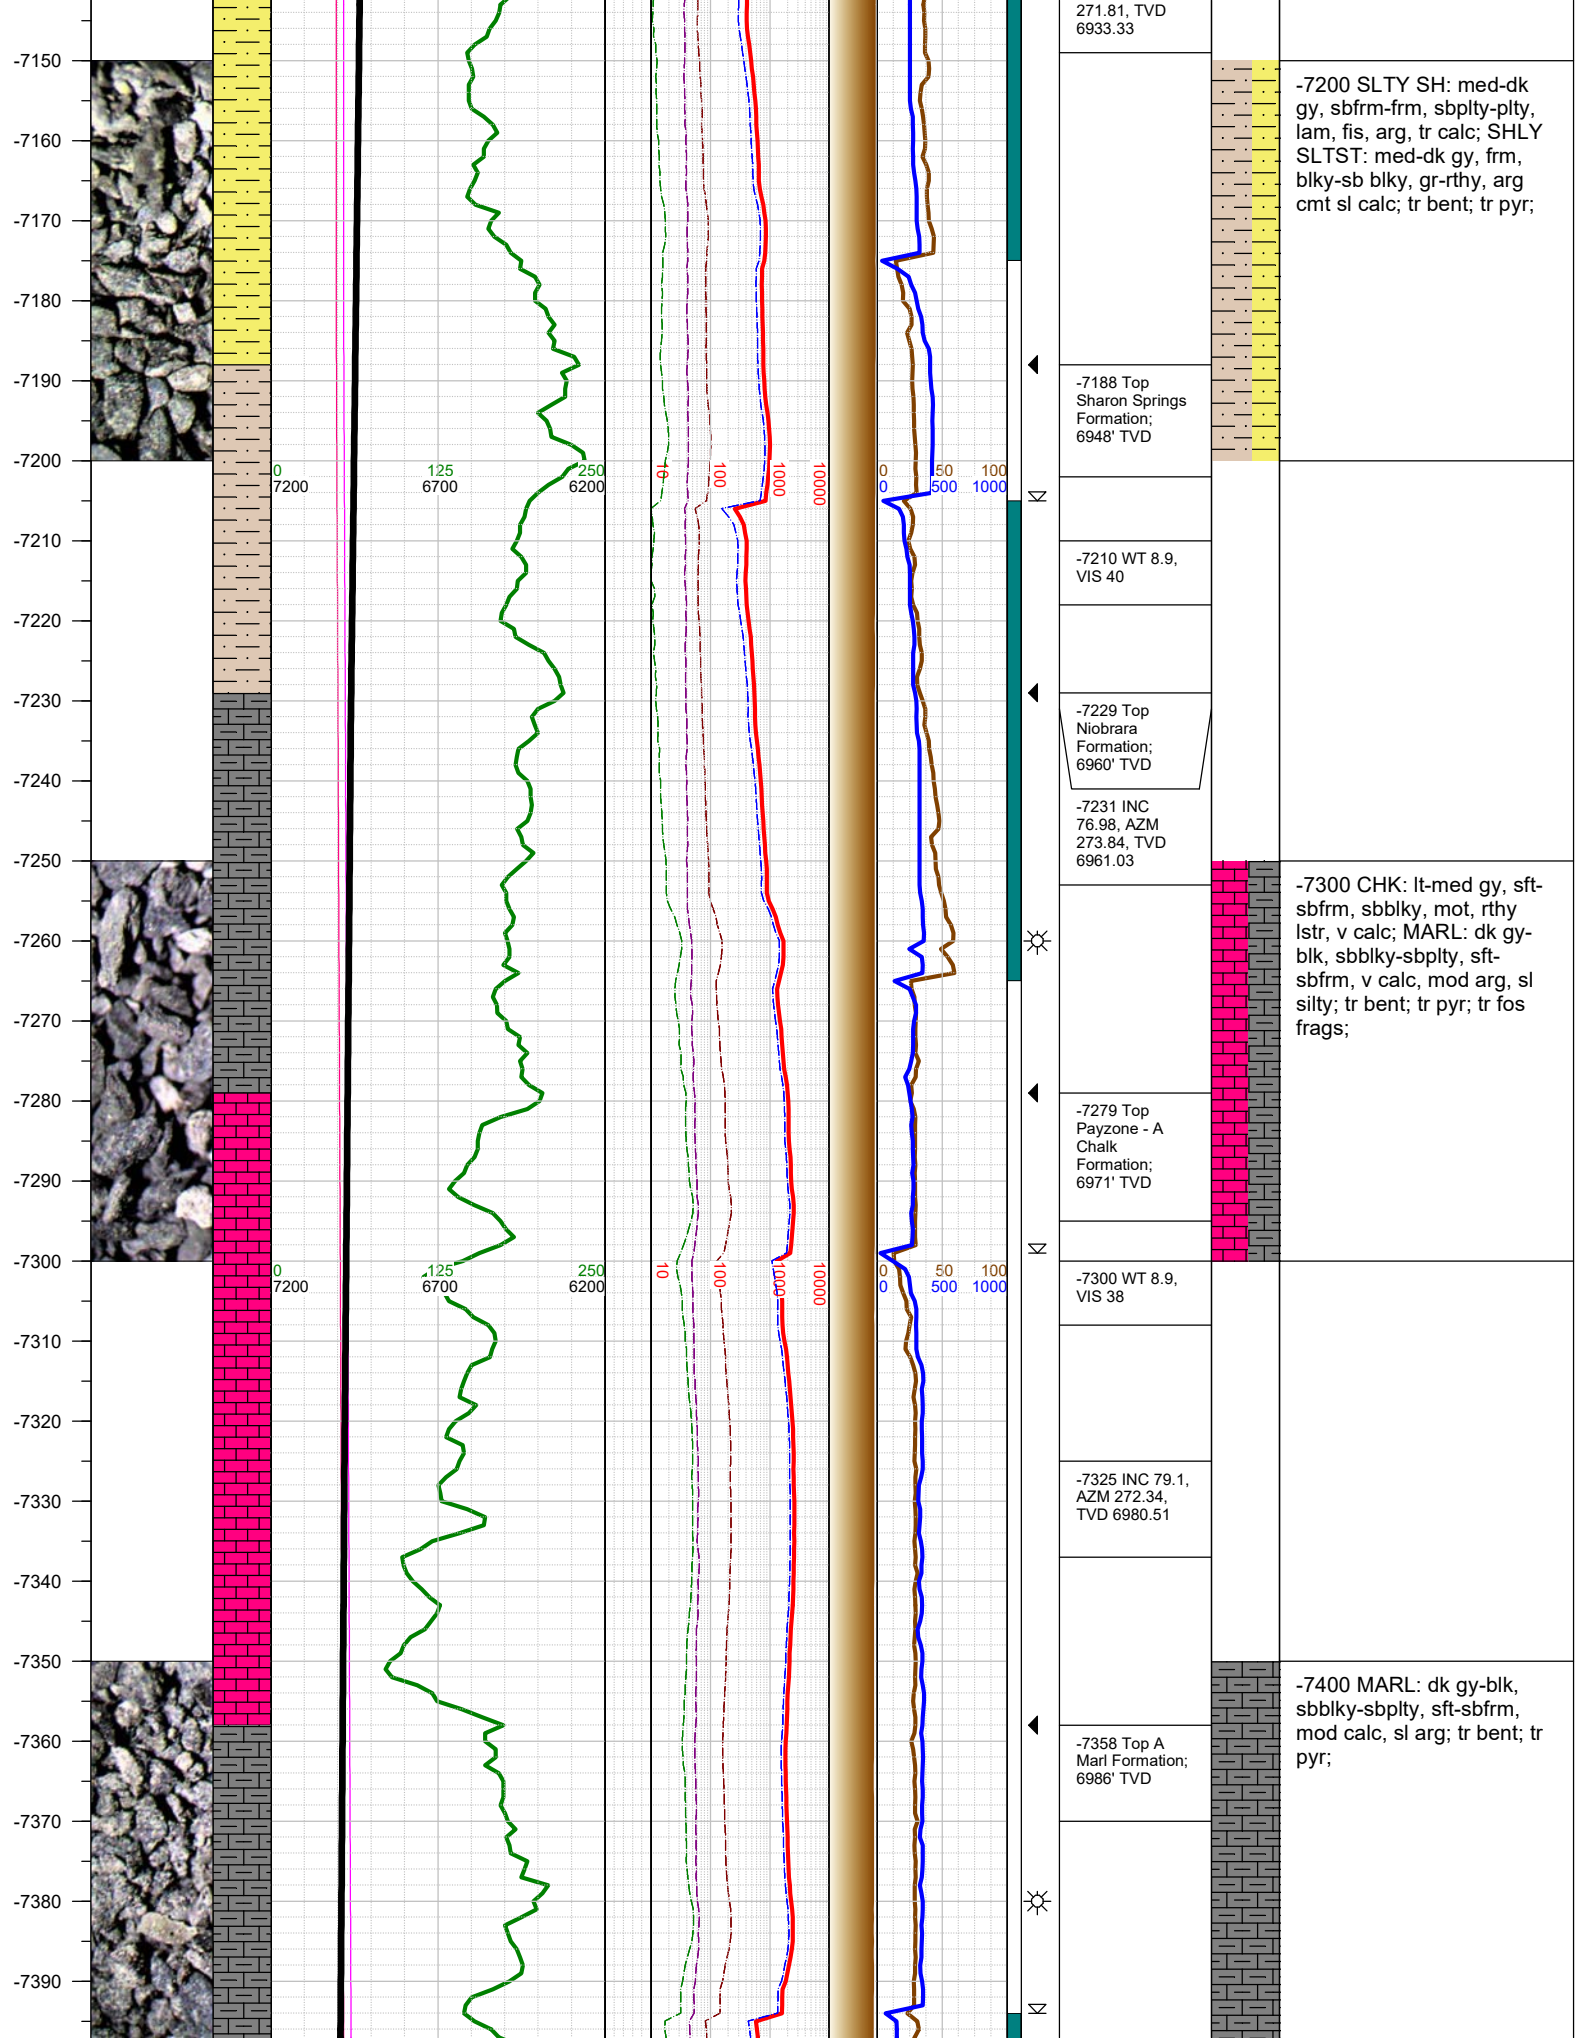 271.81, TVD
6933.33
-7150
-7200 SLTY SH: med-dk
gy, sbfrm-frm, sbplty-plty,
lam, fis, arg, tr calc; SHLY
SLTST: med-dk gy, frm,
blky-sb blky, gr-rthy, arg
cmt sl calc; tr bent; tr pyr;
-7160
-7170
-7180
-7190
-7188 Top
Sharon Springs
Formation;
6948' TVD
-7200
0 125 250 10 100 1000 10000 0 50 100
7200 6700 6200 0 500 1000
-7210
-7210 WT 8.9,
VIS 40
-7220
-7230
-7229 Top
Niobrara
Formation;
6960' TVD
-7240
-7231 INC
76.98, AZM
273.84, TVD
6961.03
-7250
-7300 CHK: lt-med gy, sft-
sbfrm, sbblky, mot, rthy
lstr, v calc; MARL: dk gy-
blk, sbblky-sbplty, sft-
sbfrm, v calc, mod arg, sl
silty; tr bent; tr pyr; tr fos
frags;
-7260
-7270
-7280
-7279 Top
Payzone - A
Chalk
Formation;
6971' TVD
-7290
-7300
0 125 250 10 100 1000 10000 0 50 100
7200 6700 6200 0 500 1000
-7300 WT 8.9,
VIS 38
-7310
-7320
-7325 INC 79.1,
AZM 272.34,
TVD 6980.51
-7330
-7340
-7350
-7400 MARL: dk gy-blk,
sbblky-sbplty, sft-sbfrm,
mod calc, sl arg; tr bent; tr
pyr;
-7360
-7358 Top A
Marl Formation;
6986' TVD
-7370
-7380
-7390